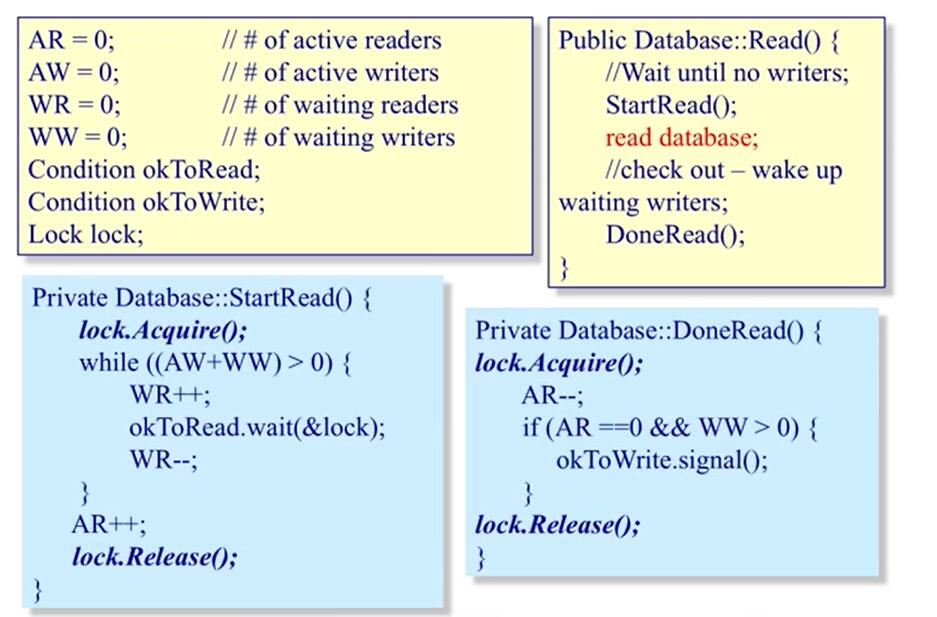 AR = 0; // # of active readers
AW = 0; // # of active writers
WR = 0; // # of waiting readers
WW = 0; // # of waiting writers
Condition okToRead;
Condition okToWrite;
Lock lock;
Public Database::Read() {
//Wait until no writers;
StartRead();
read database;
//check out – wake up
waiting writers;
DoneRead();
}
Private Database::StartRead() {
lock.Acquire();
while ((AW+WW) > 0) {
WR++;
okToRead.wait(&lock);
WR--;
}
AR++;
lock.Release();
}
Private Database::DoneRead() {
lock.Acquire();
AR--;
if (AR ==0 && WW > 0) {
okToWrite.signal();
}
lock.Release();
}